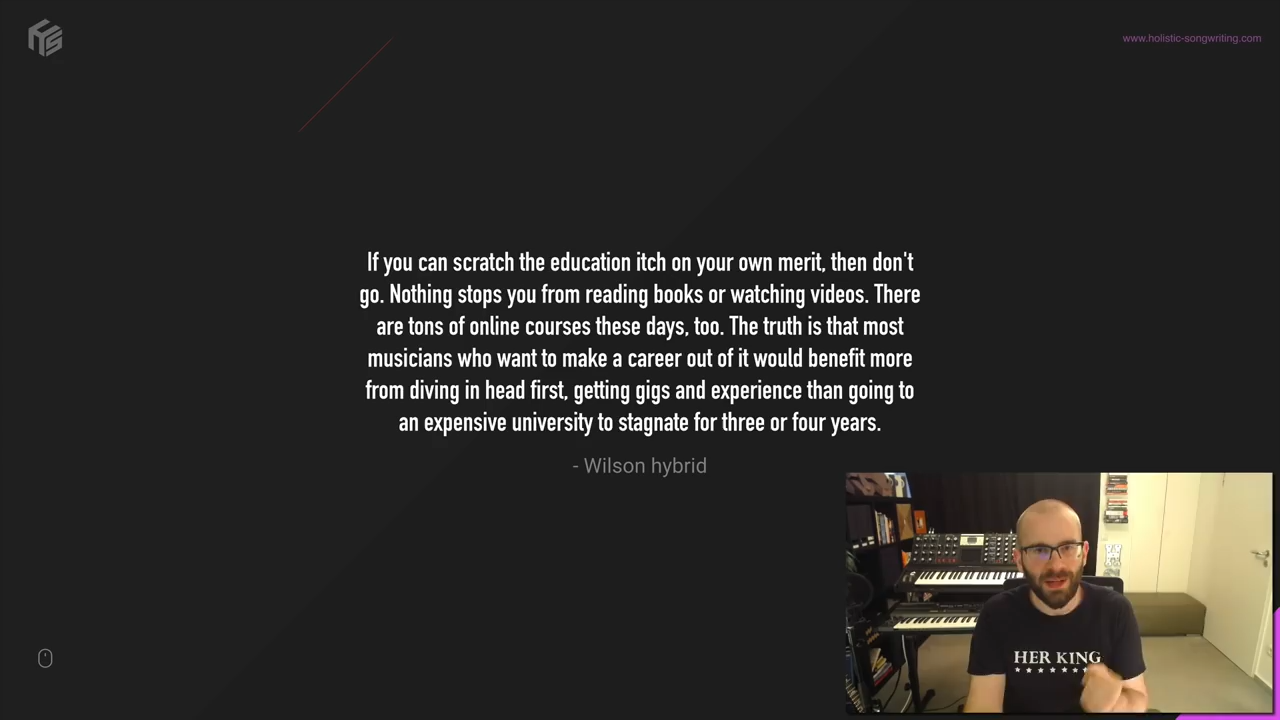 www.holistic-songwriting.com
If you can scratch the education itch on your own merit, then don't
go. Nothing stops you from reading books or watching videos. There
are tons of online courses these days, too. The truth is that most
musicians who want to make a career out of it would benefit more
from diving in head first, getting gigs and experience than going to
an expensive university to stagnate for three or four years.
- Wilson hybrid
HER KING